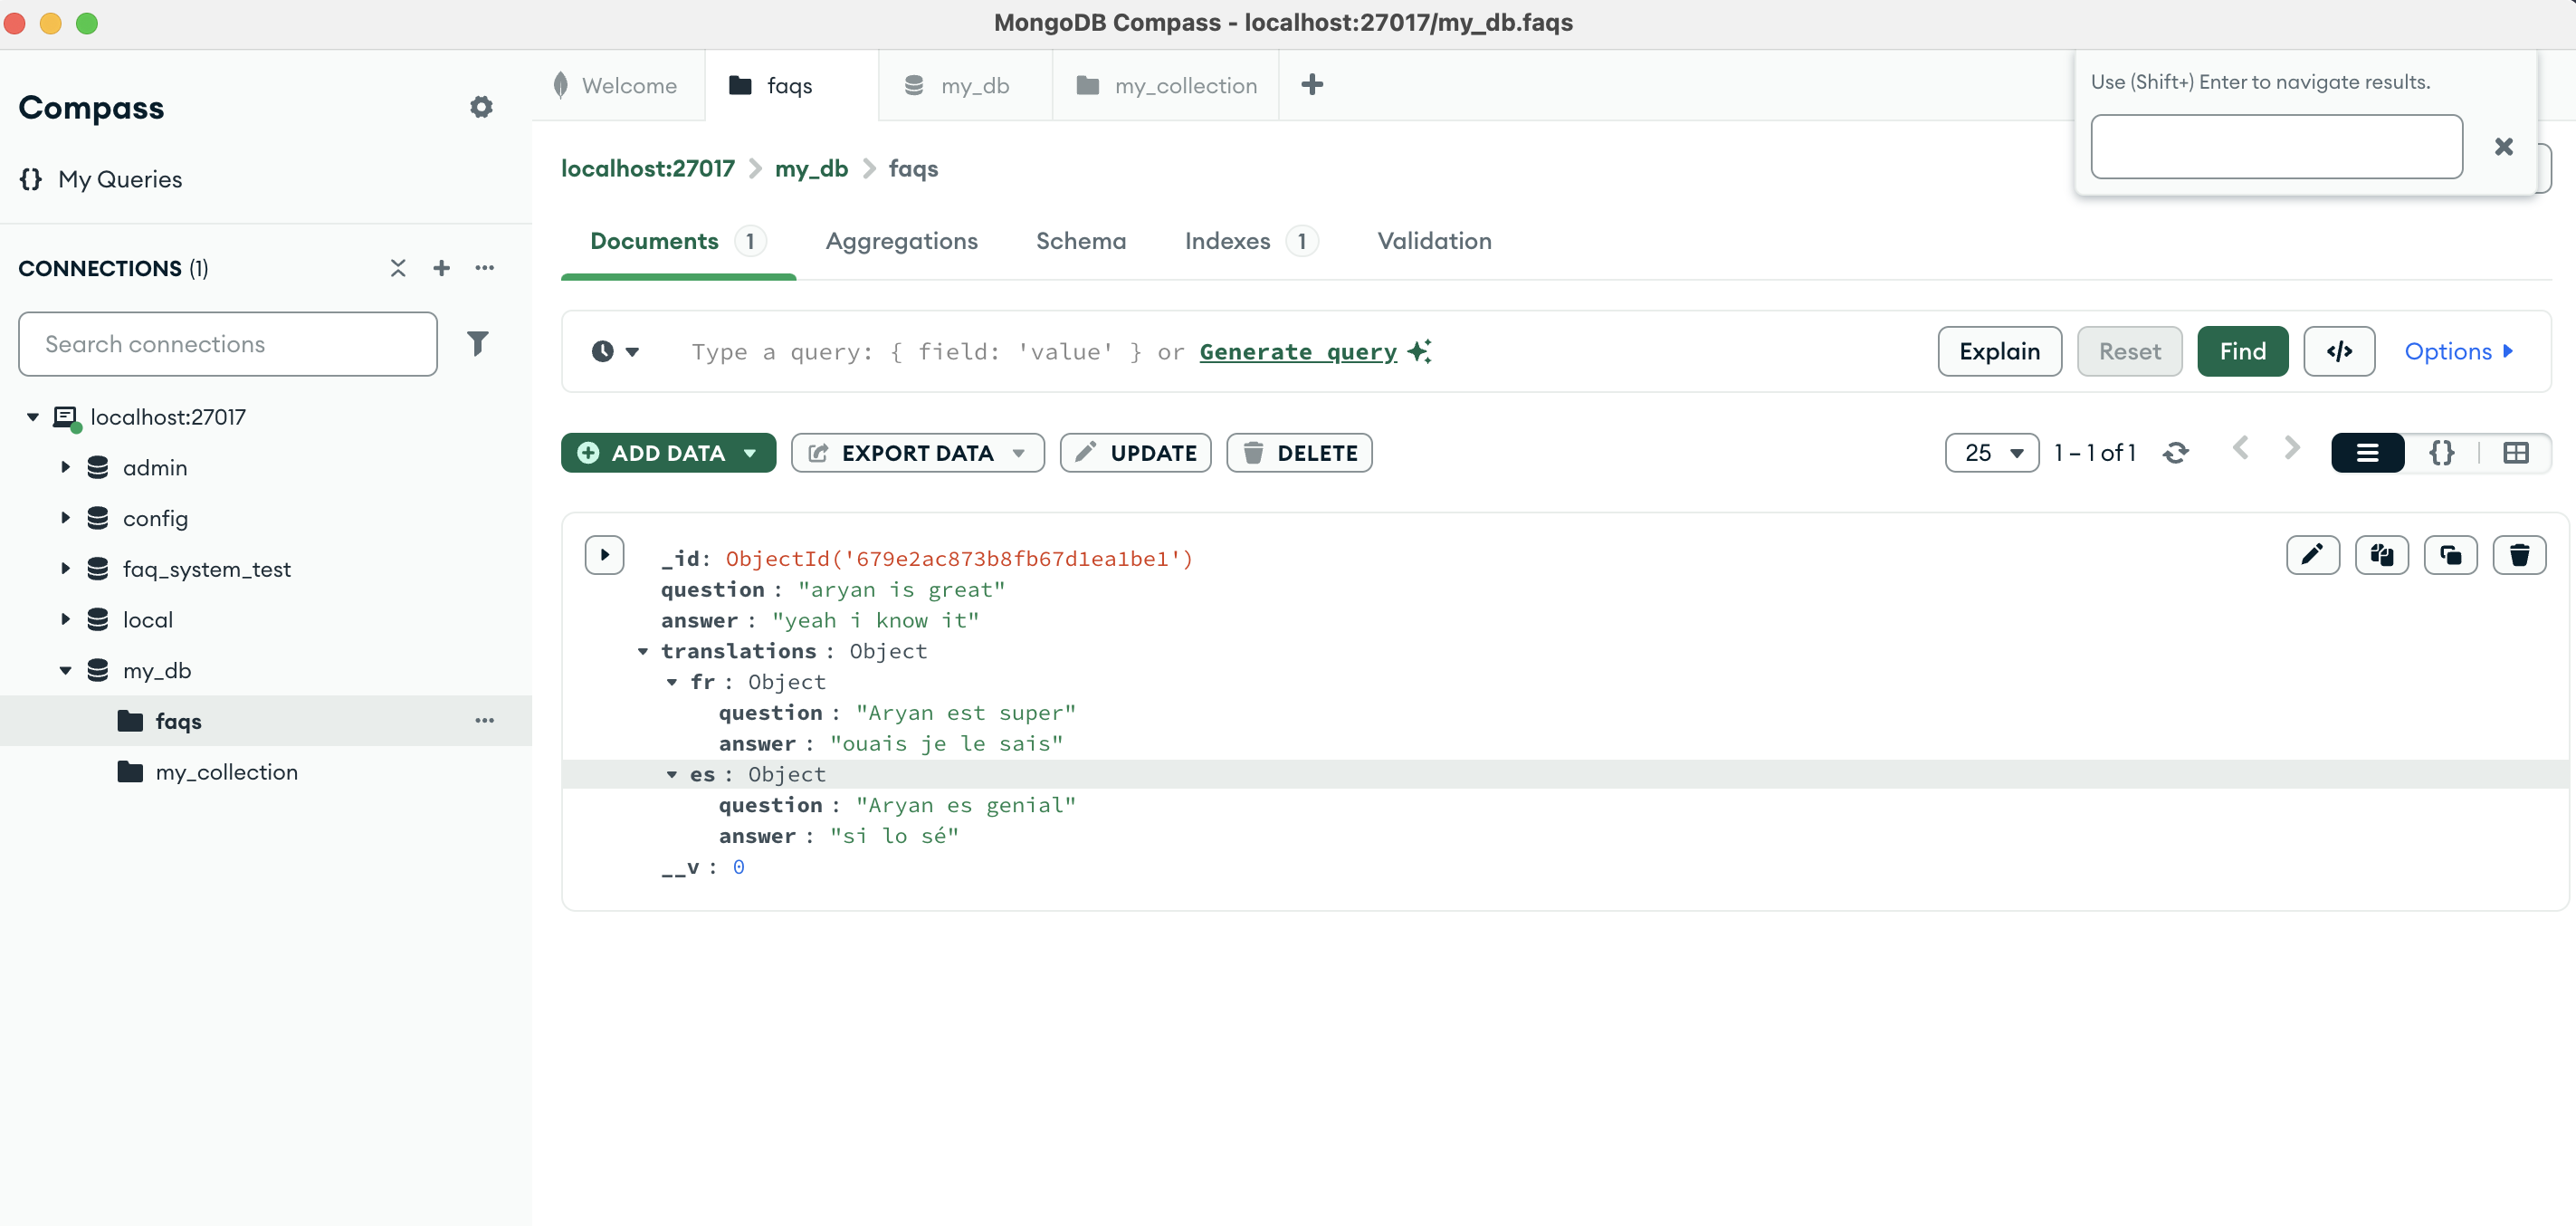 MongoDB Compass - localhost:27017/my_db.faqs
Compass
My Queries
CONNECTIONS (1)
Search connections
localhost:27017
admin
config
faq_system_test
local
my_db
faqs
my_collection
Welcome
faqs
my_db
my_collection
Use (Shift+) Enter to navigate results.
localhost:27017 > my_db > faqs
Documents 1
Aggregations
Schema
Indexes 1
Validation
Type a query: { field: 'value' } or Generate query
Explain
Reset
Find
</>
Options
ADD DATA
EXPORT DATA
UPDATE
DELETE
25
1 – 1 of 1
{}
_id: ObjectId('679e2ac873b8fb67d1ea1be1')
question : "aryan is great"
answer : "yeah i know it"
translations : Object
fr : Object
question : "Aryan est super"
answer : "ouais je le sais"
es : Object
question : "Aryan es genial"
answer : "si lo sé"
__v : 0